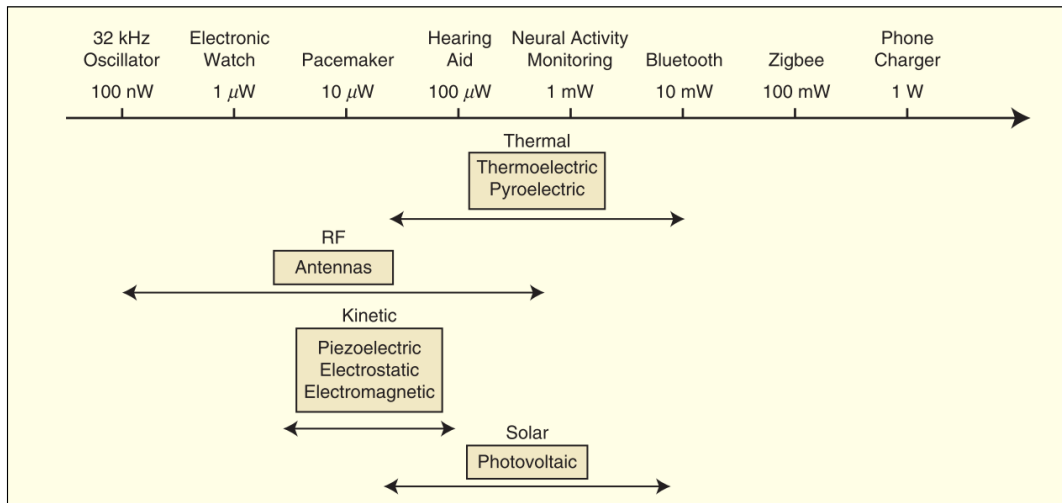 32 kHz Oscillator
Electronic Watch
Pacemaker
Hearing Aid
Neural Activity Monitoring
Bluetooth
Zigbee
Phone Charger
100 nW
1 μW
10 μW
100 μW
1 mW
10 mW
100 mW
1 W
Thermal
Thermoelectric
Pyroelectric
RF
Antennas
Kinetic
Piezoelectric
Electrostatic
Electromagnetic
Solar
Photovoltaic